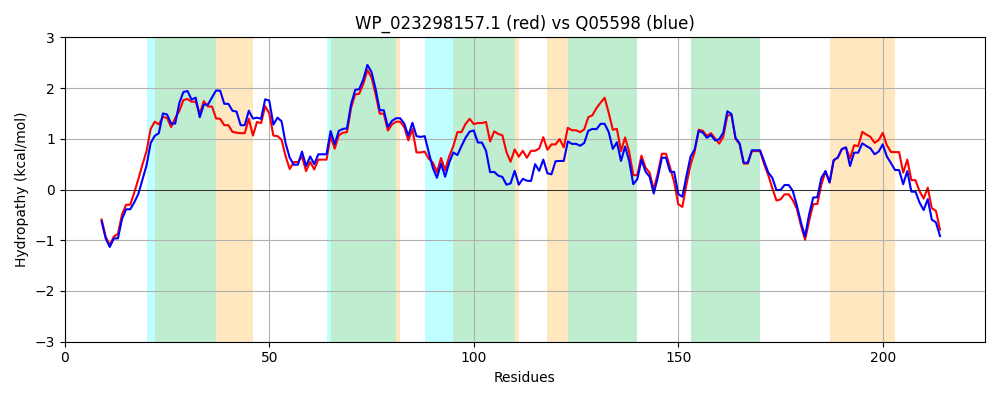 WP_023298157.1 (red) vs Q05598 (blue)
Hydropathy (kcal/mol)
3
2
1
0
−1
−2
−3
0 50 100 150 200
Residues